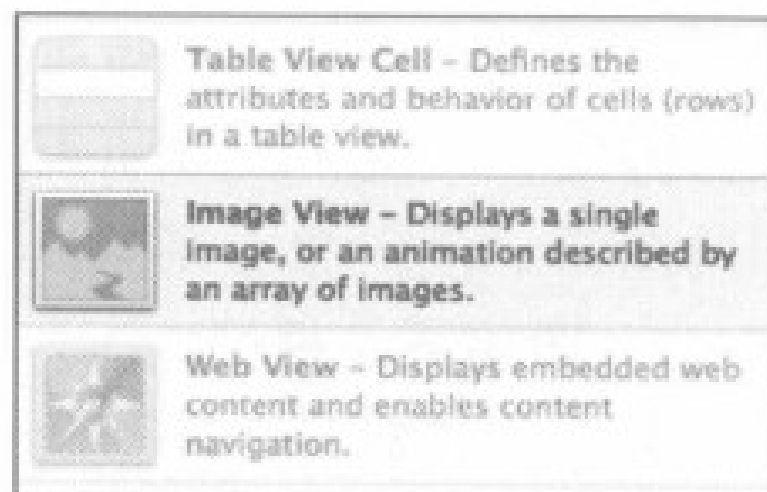 Table View Cell – Defines the
attributes and behavior of cells (rows)
in a table view.
Image View – Displays a single
image, or an animation described by
an array of images.
Web View – Displays embedded web
content and enables content
navigation.